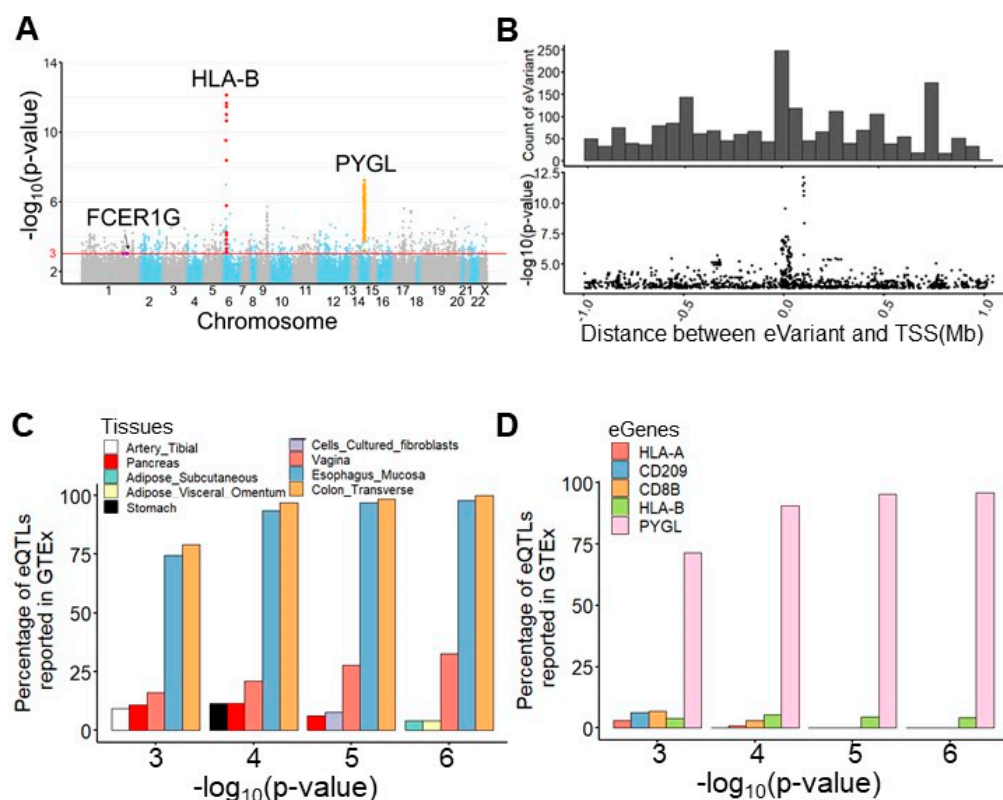 A
HLA-B
PYGL
FCER1G
-log10(p-value)
14
10
6
3
2
1 3 5 7 9 11 13 15 17 20 22 X
2 4 6 8 10 12 14 16 18 21
Chromosome
B
Count of eVariant
250
200
150
100
50
0
-log10(p-value)
12.5
10.0
7.5
5.0
-1.0 -0.5 0.0 0.5 1.0
Distance between eVariant and TSS(Mb)
C
Tissues
Artery_Tibial
Pancreas
Adipose_Subcutaneous
Adipose_Visceral_Omentum
Stomach
Cells_Cultured_fibroblasts
Vagina
Esophagus_Mucosa
Colon_Transverse
Percentage of eQTLs
reported in GTEx
100
75
50
25
0
3 4 5 6
-log10(p-value)
D
eGenes
HLA-A
CD209
CD8B
HLA-B
PYGL
Percentage of eQTLs
reported in GTEx
100
75
50
25
0
3 4 5 6
-log10(p-value)